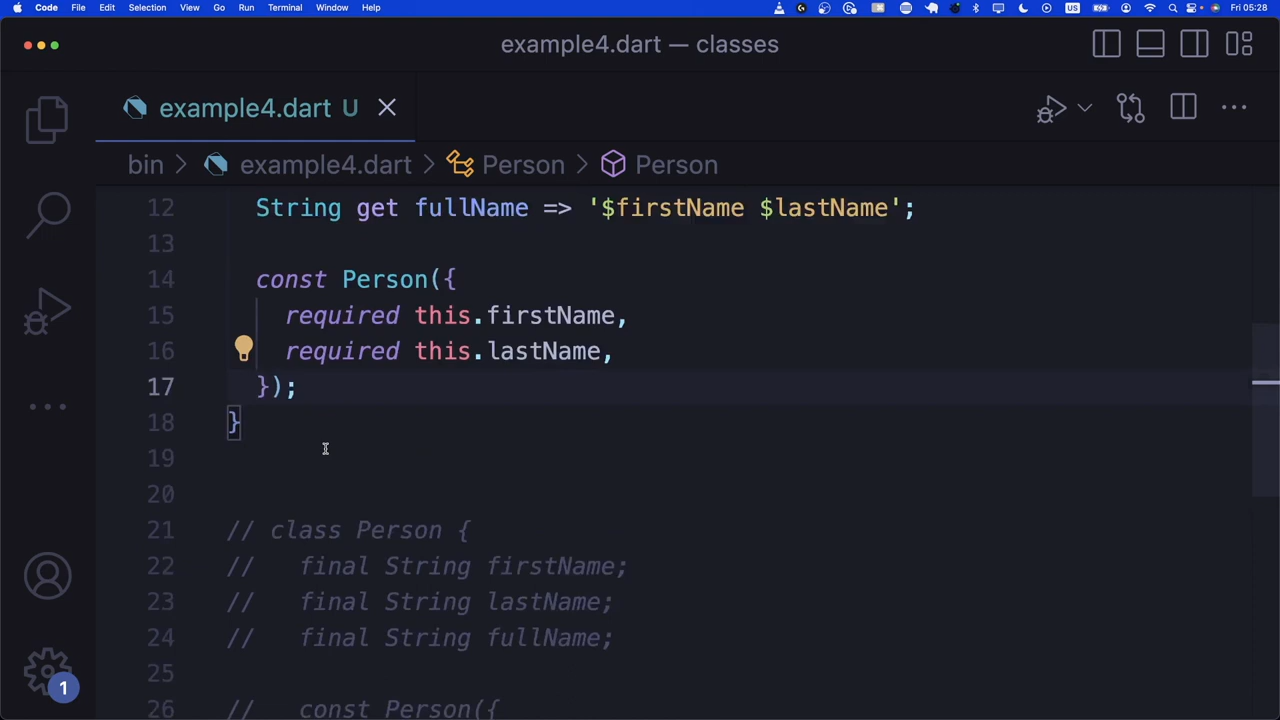 Code File Edit Selection View Go Run Terminal Window Help Fri 05:28
example4.dart — classes
example4.dart U
bin example4.dart Person Person
12 String get fullName => '$firstName $lastName';
13
14 const Person({
15 required this.firstName,
16 required this.lastName,
17 });
18 }
19
20
21 // class Person {
22 // final String firstName;
23 // final String lastName;
24 // final String fullName;
25
26 // const Person({
1